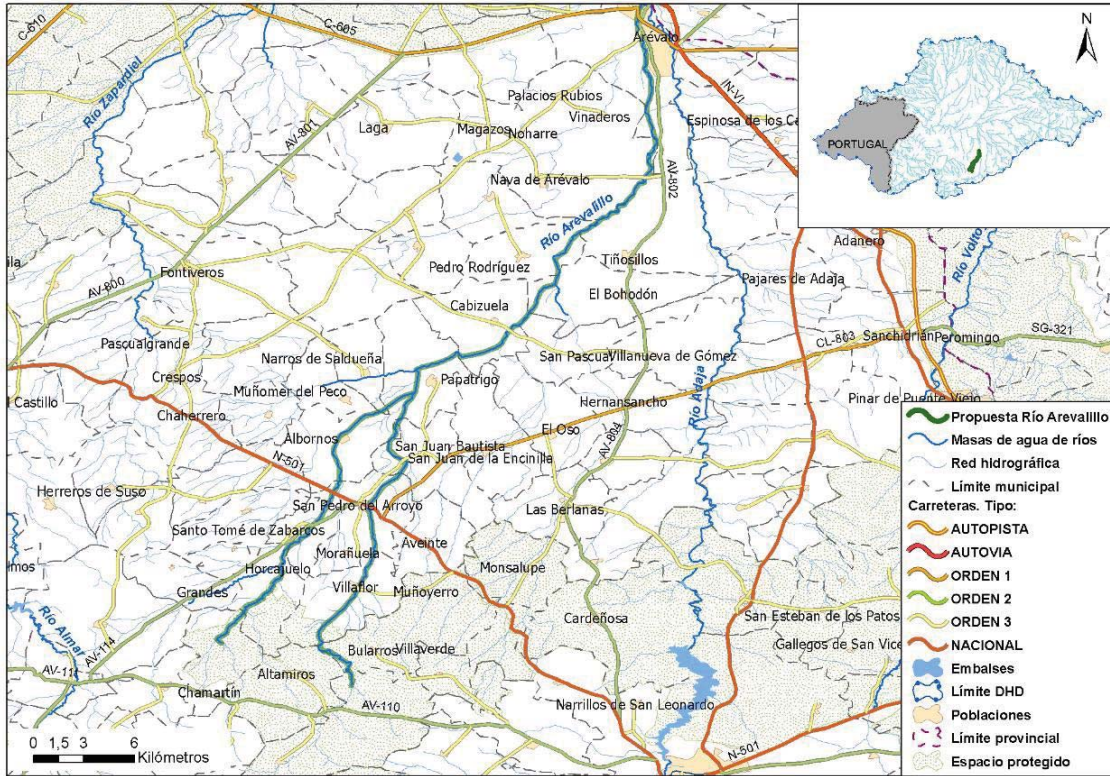 C-610
C-605
Arévalo
Río Zapardiel
Palacios Rubios
Vinaderos
N-VI
Laga
Magazos
Noharre
Espinosa de los Ca
AV-801
Nava de Arévalo
AV-802
Río Arevalillo
Fontiveros
Pedro Rodríguez
Tiñosillos
Adanero
Río Volto
AV-800
Cabizuela
El Bohodón
Pajares de Adaja
Pascualgrande
Narros de Saldueña
San Pascual
Villanueva de Gómez
CL-803
Sanchidrián
Peromingo
SG-321
Crespos
Muñomer del Peco
Papatrigo
Río Adaja
l Castillo
Chaherrero
Hernansancho
Pinar de Puente Viejo
Albornos
San Juan Bautista
El Oso
AV-804
N-501
San Juan de la Encinilla
Herreros de Suso
San Pedro del Arroyo
Las Berlanas
Santo Tomé de Zabarcos
Aveinte
Morañuela
Horcajuelo
Monsalupe
Grandes
Villaflor
Muñoyerro
Cardeñosa
San Esteban de los Patos
Río Almar
AV-114
Gallegos de San Vice
Bularros
Villaverde
AV-11
Altamiros
Chamartín
AV-110
Narrillos de San Leonardo
N-501
0 1,5 3 6
Kilómetros
N
PORTUGAL
Propuesta Río Arevalillo
Masas de agua de ríos
Red hidrográfica
Límite municipal
Carreteras. Tipo:
AUTOPISTA
AUTOVIA
ORDEN 1
ORDEN 2
ORDEN 3
NACIONAL
Embalses
Límite DHD
Poblaciones
Límite provincial
Espacio protegido